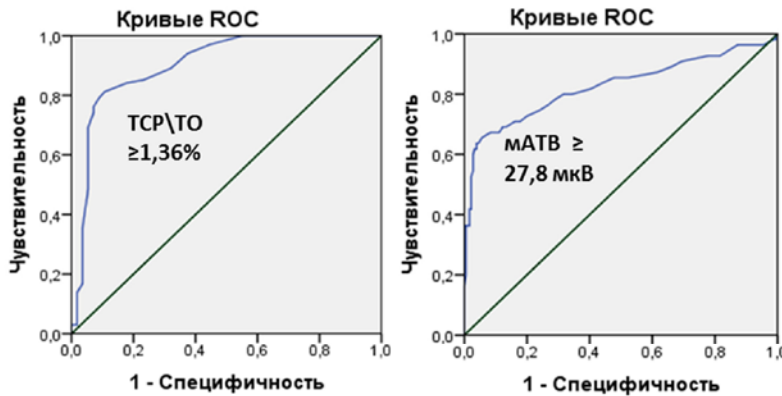 Кривые ROC
Чувствительность
1,0
0,8
0,6
0,4
0,2
0,0
ТСР\ТО
≥1,36%
0,0 0,2 0,4 0,6 0,8 1,0
1 - Специфичность
Кривые ROC
Чувствительность
1,0
0,8
0,6
0,4
0,2
0,0
мАТВ ≥
27,8 мкВ
0,0 0,2 0,4 0,6 0,8 1,0
1 - Специфичность